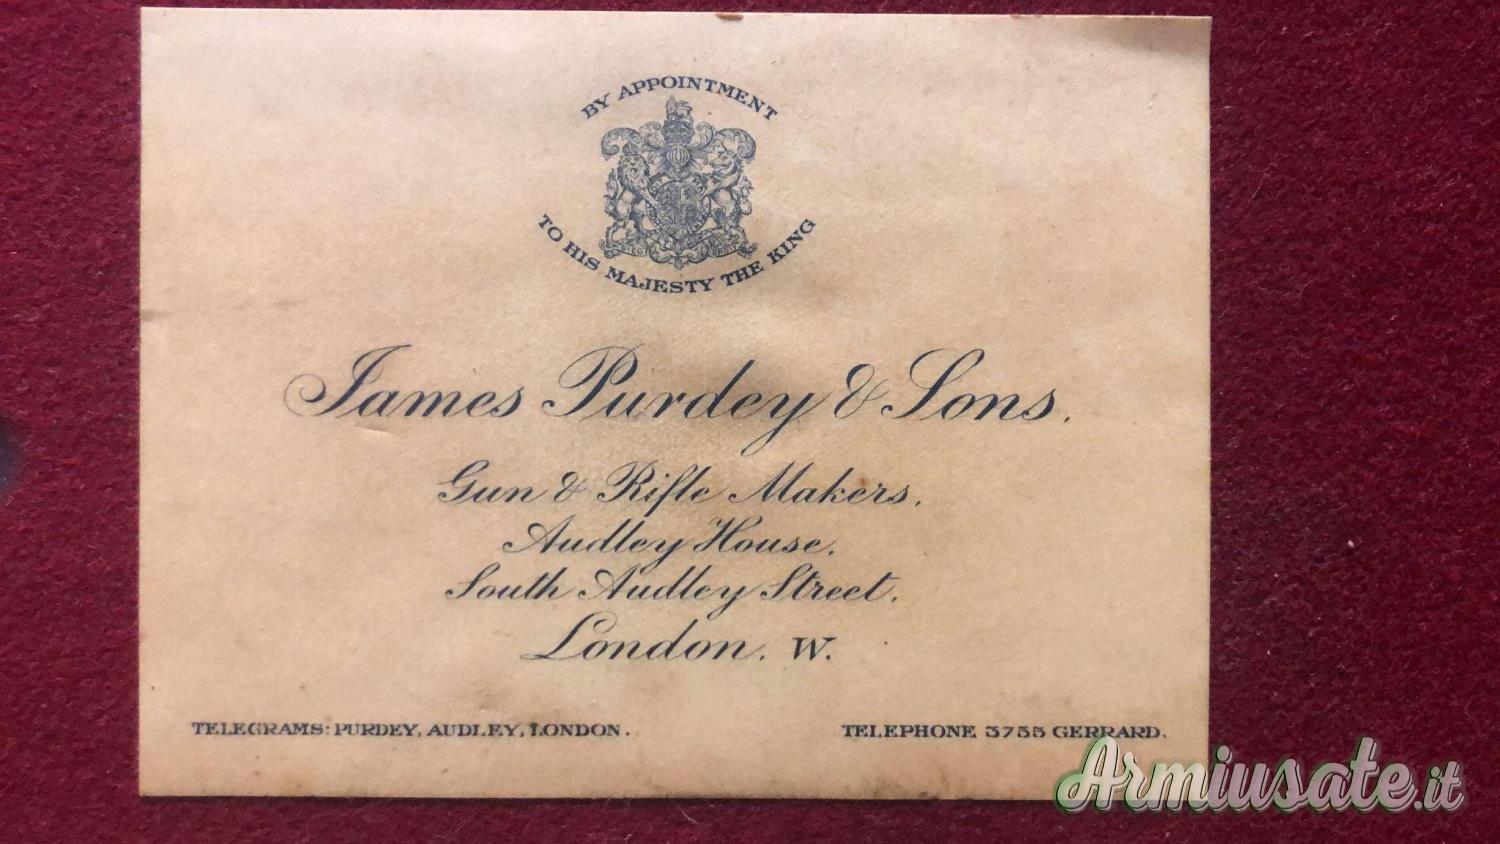 BY APPOINTMENT
TO HIS MAJESTY THE KING
James Purdey & Sons.
Gun & Rifle Makers.
Audley House.
South Audley Street.
London. W.
TELEGRAMS: PURDEY, AUDLEY, LONDON.
TELEPHONE 3755 GERRARD.
Armiusate.it